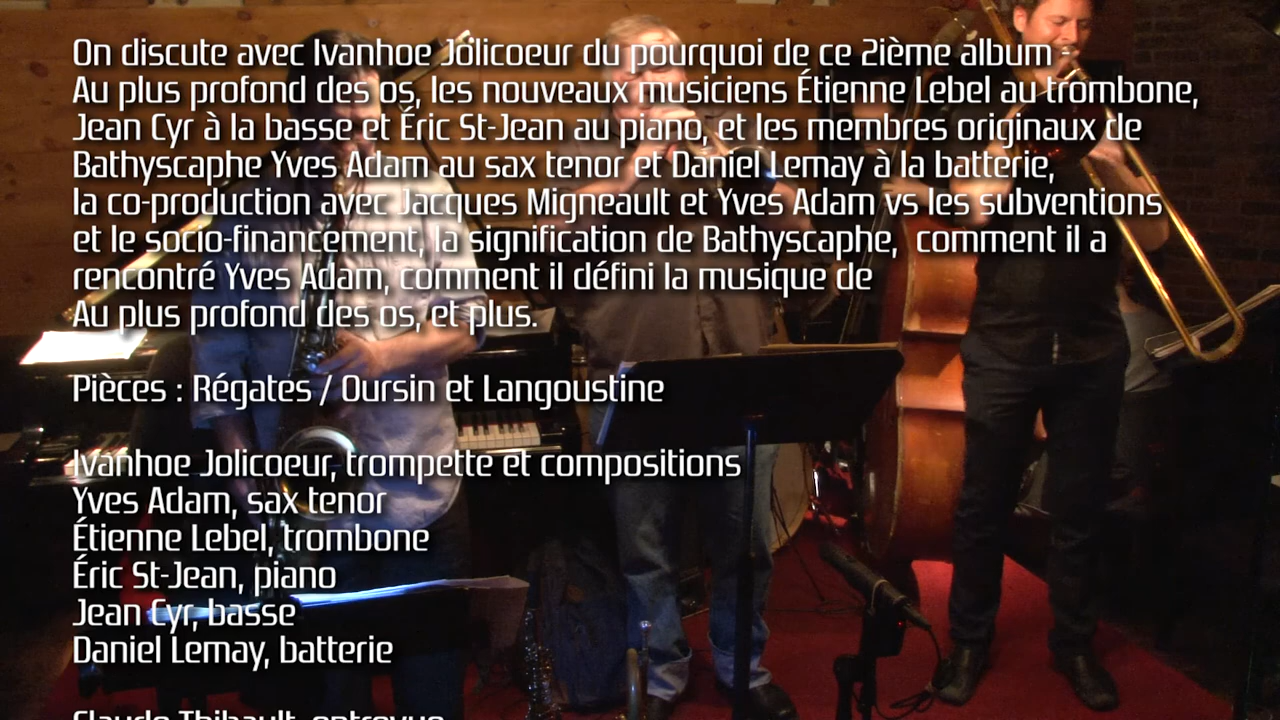 On discute avec Ivanhoe Jolicoeur du pourquoi de ce 2ième album
Au plus profond des os, les nouveaux musiciens Étienne Lebel au trombone,
Jean Cyr à la basse et Éric St-Jean au piano, et les membres originaux de
Bathyscaphe Yves Adam au sax tenor et Daniel Lemay à la batterie,
la co-production avec Jacques Migneault et Yves Adam vs les subventions
et le socio-financement, la signification de Bathyscaphe,  comment il a
rencontré Yves Adam, comment il défini la musique de
Au plus profond des os, et plus.
Pièces : Régates / Oursin et Langoustine
Ivanhoe Jolicoeur, trompette et compositions
Yves Adam, sax tenor
Étienne Lebel, trombone
Éric St-Jean, piano
Jean Cyr, basse
Daniel Lemay, batterie
Claude Thibault, entrevue